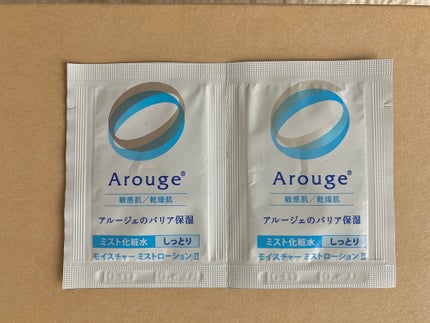 Arouge®
敏感肌／乾燥肌
アルージェのバリア保湿
ミスト化粧水 しっとり
モイスチャー ミストローションⅡ
Arouge®
敏感肌／乾燥肌
アルージェのバリア保湿
ミスト化粧水 しっとり
モイスチャー ミストローションⅡ